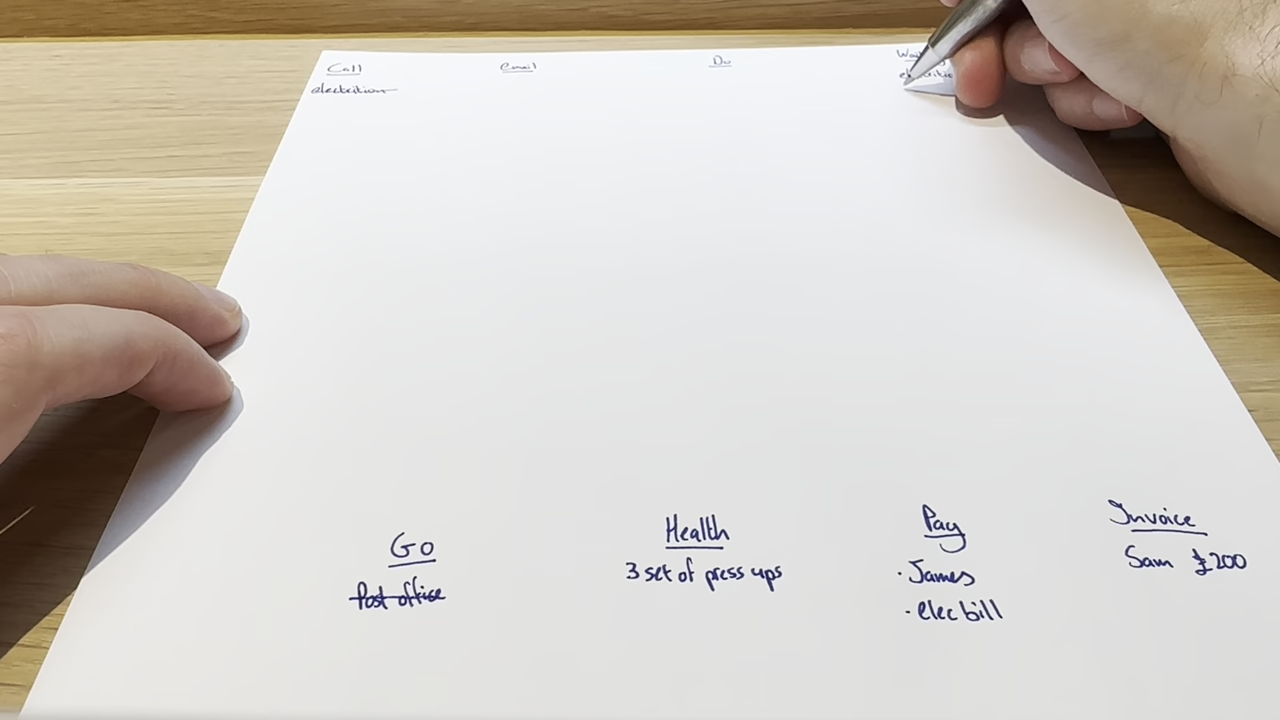 Call
email
Do
electrition
Go
Health
Pay
Invoice
Post office
3 set of press ups
· James
· elec bill
Sam £200